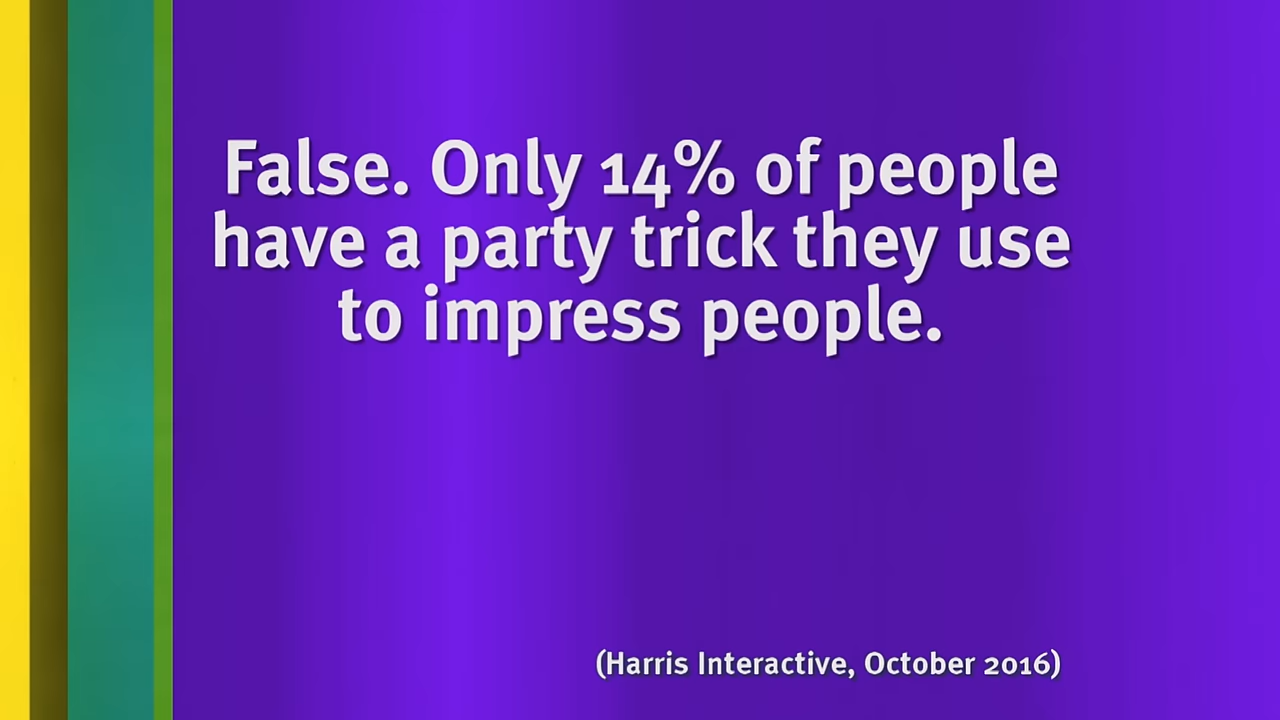 False. Only 14% of people
have a party trick they use
to impress people.
(Harris Interactive, October 2016)